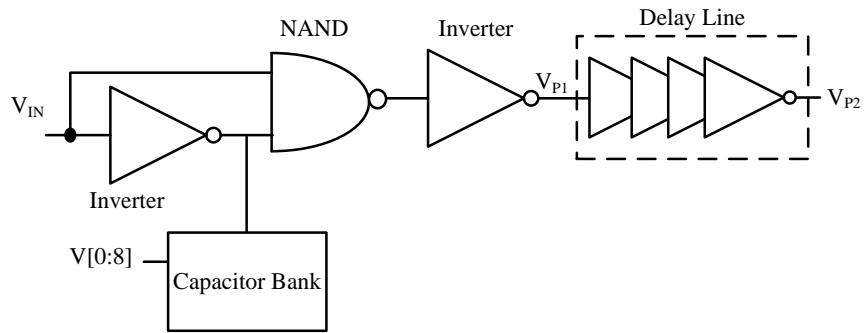 Delay Line
NAND
Inverter
V_IN
V_P1
V_P2
Inverter
V[0:8]
Capacitor Bank